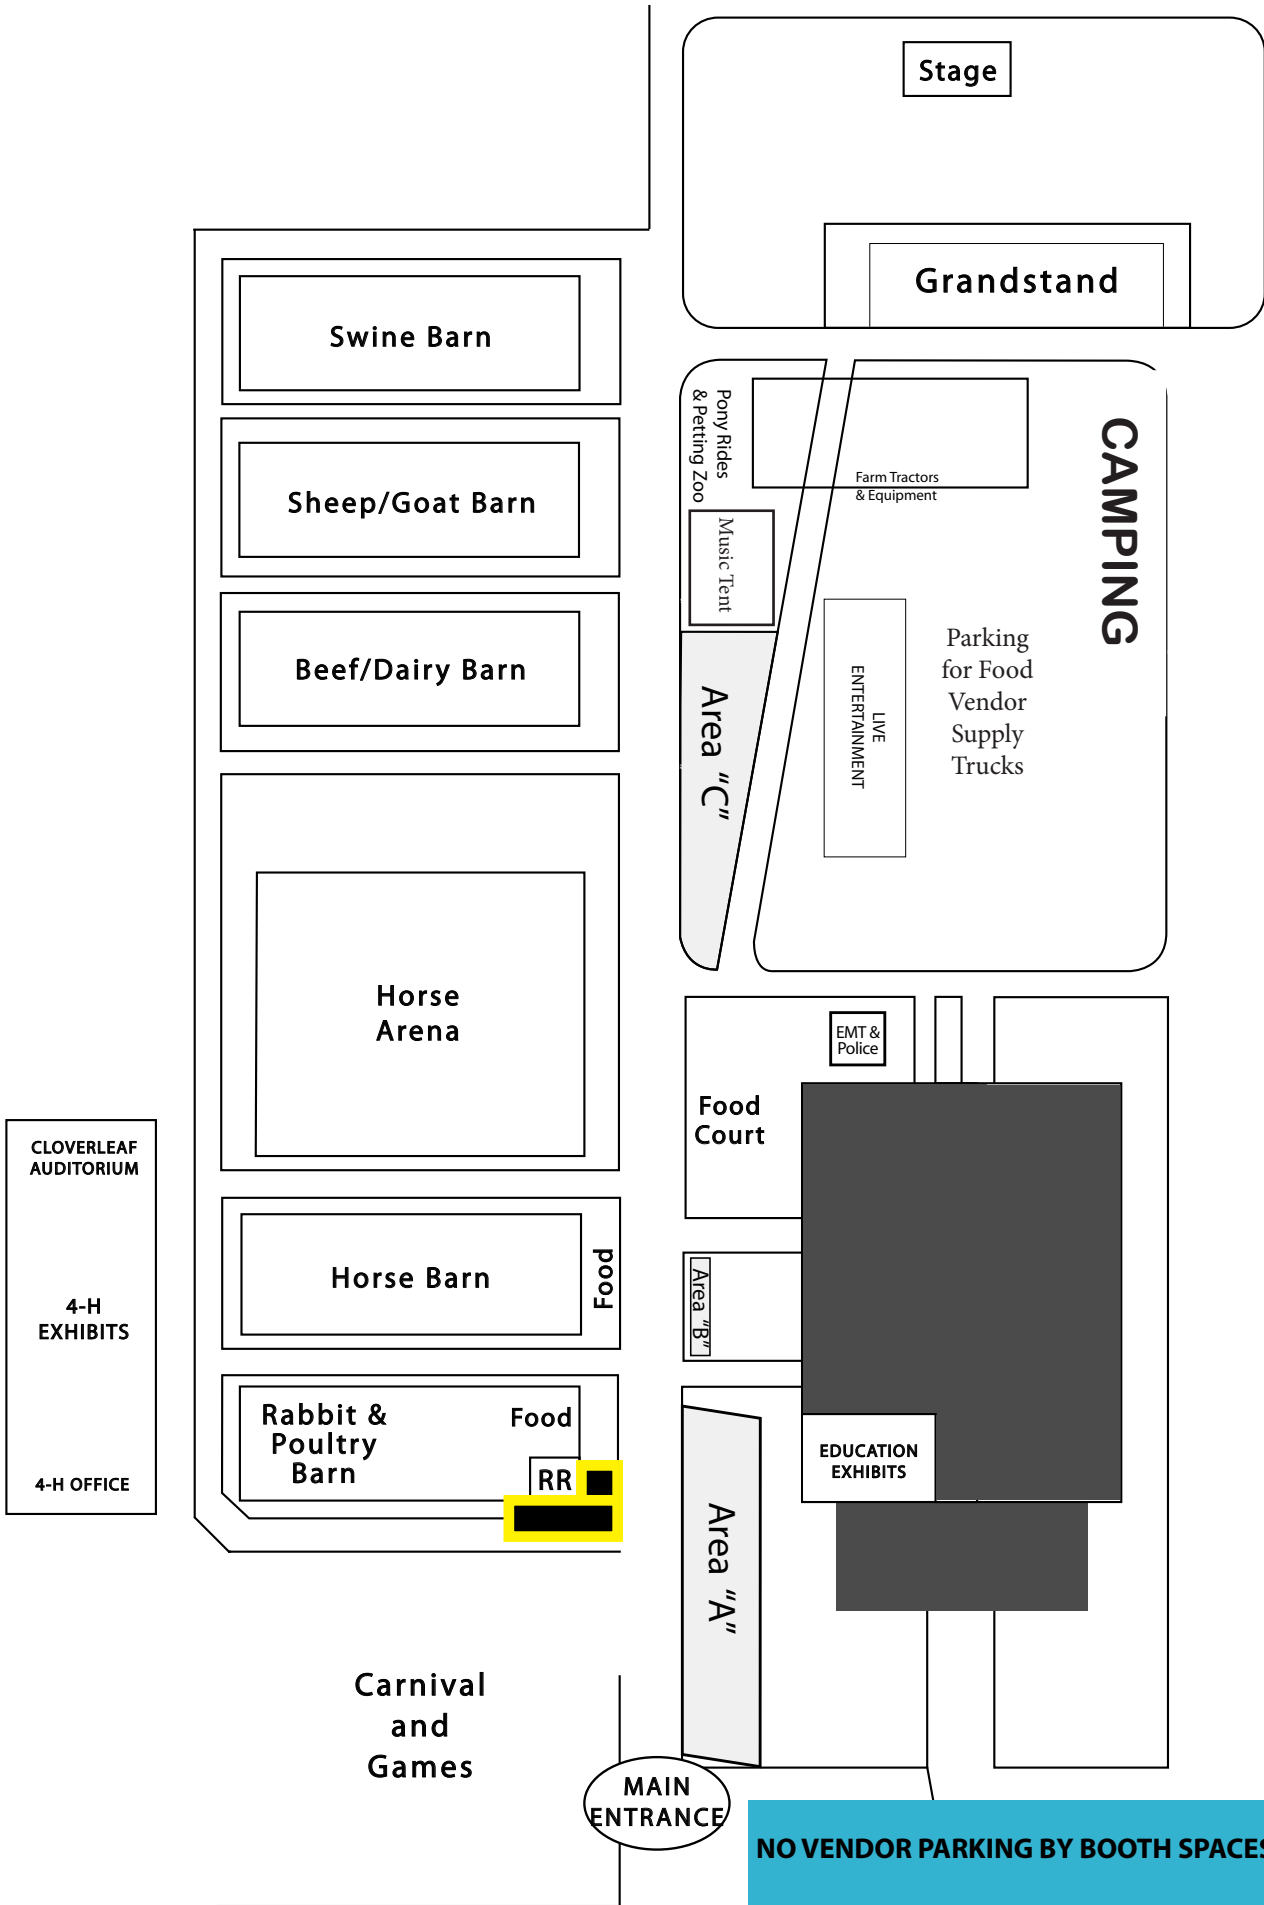 Stage
Grandstand
Swine Barn
Pony Rides
& Petting Zoo
Farm Tractors
& Equipment
CAMPING
Sheep/Goat Barn
Music Tent
Beef/Dairy Barn
Area "C"
LIVE
ENTERTAINMENT
Parking
for Food
Vendor
Supply
Trucks
Horse
Arena
EMT &
Police
Food
Court
CLOVERLEAF
AUDITORIUM
4-H
EXHIBITS
4-H OFFICE
Horse Barn
Food
Area "B"
Rabbit &
Poultry
Barn
Food
RR
EDUCATION
EXHIBITS
Area "A"
Carnival
and
Games
MAIN
ENTRANCE
NO VENDOR PARKING BY BOOTH SPACES